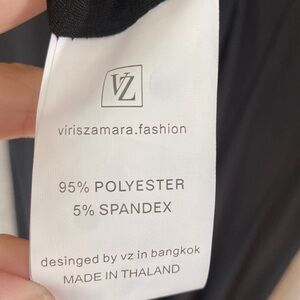 VZ
viriszamara.fashion
95% POLYESTER
5% SPANDEX
desinged by vz in bangkok
MADE IN THALAND